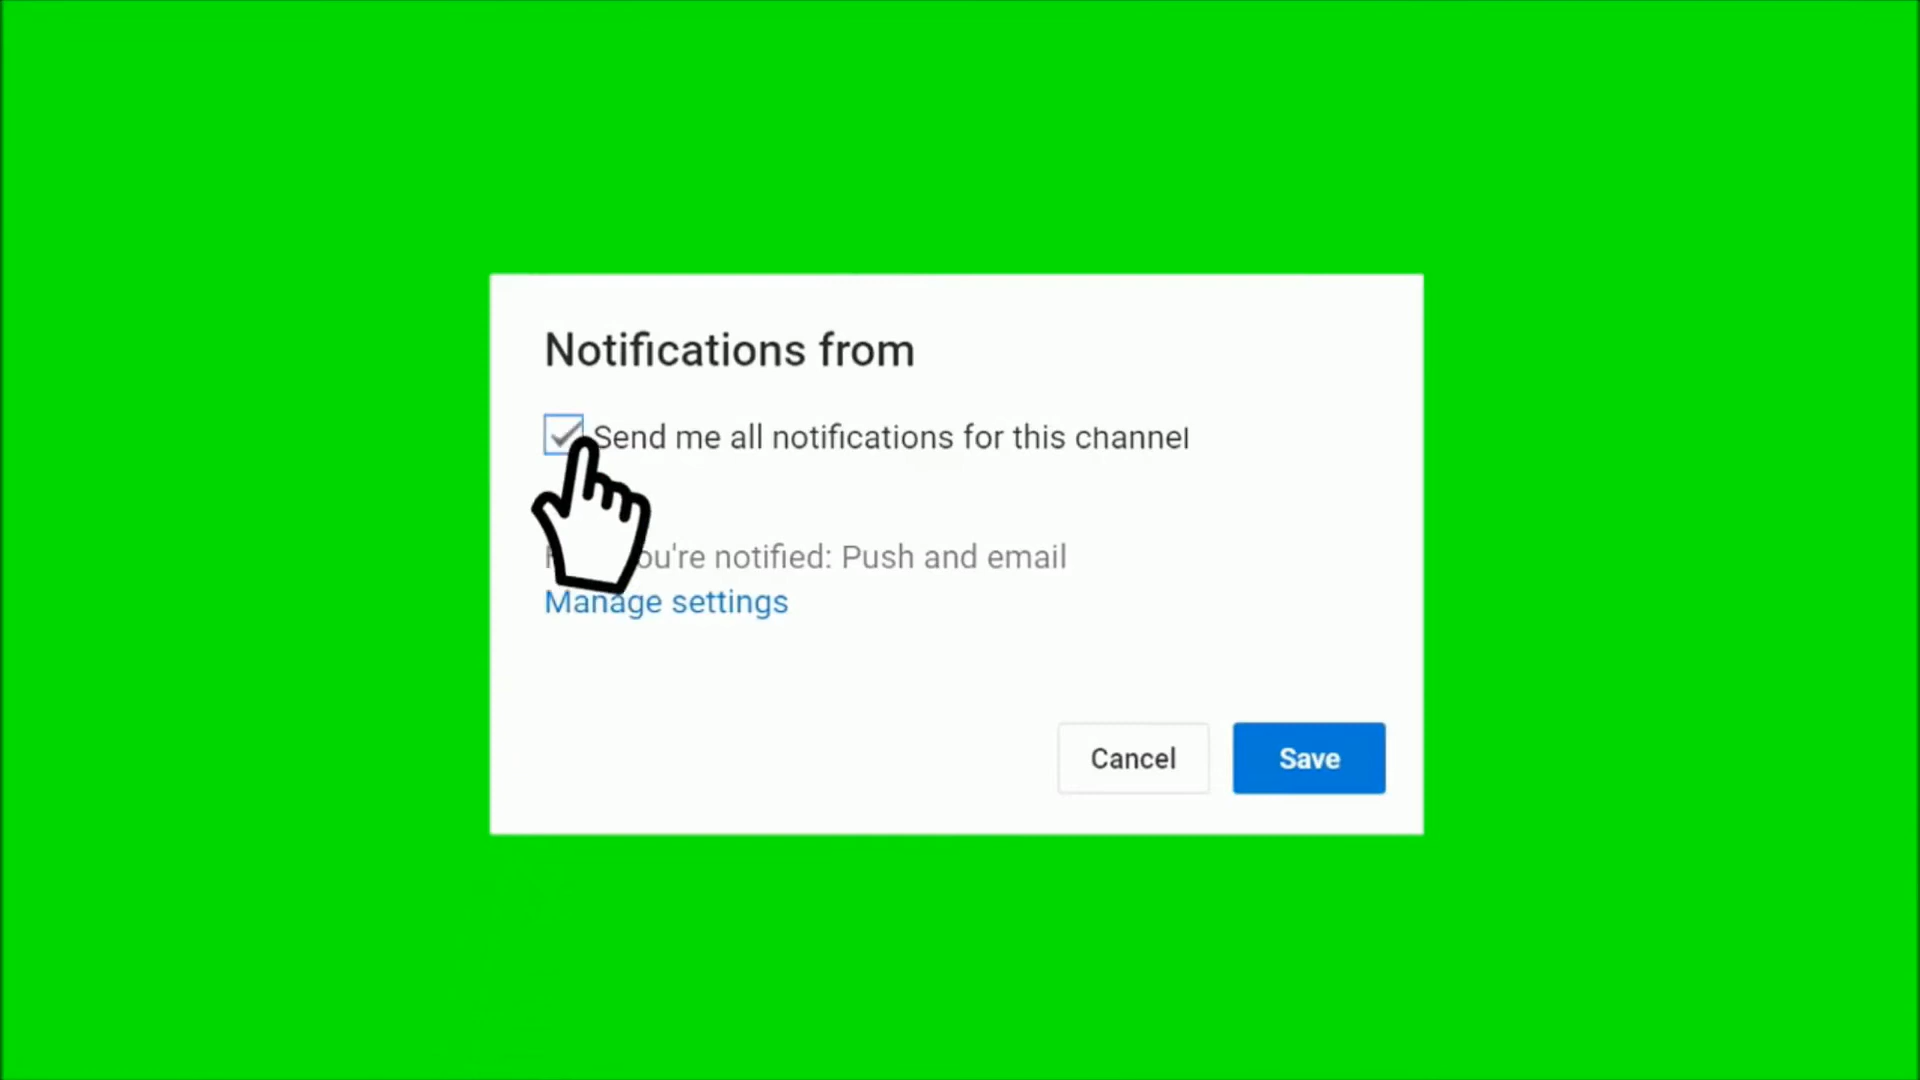 Notifications from
Send me all notifications for this channel
ou're notified: Push and email
Manage settings
Cancel
Save